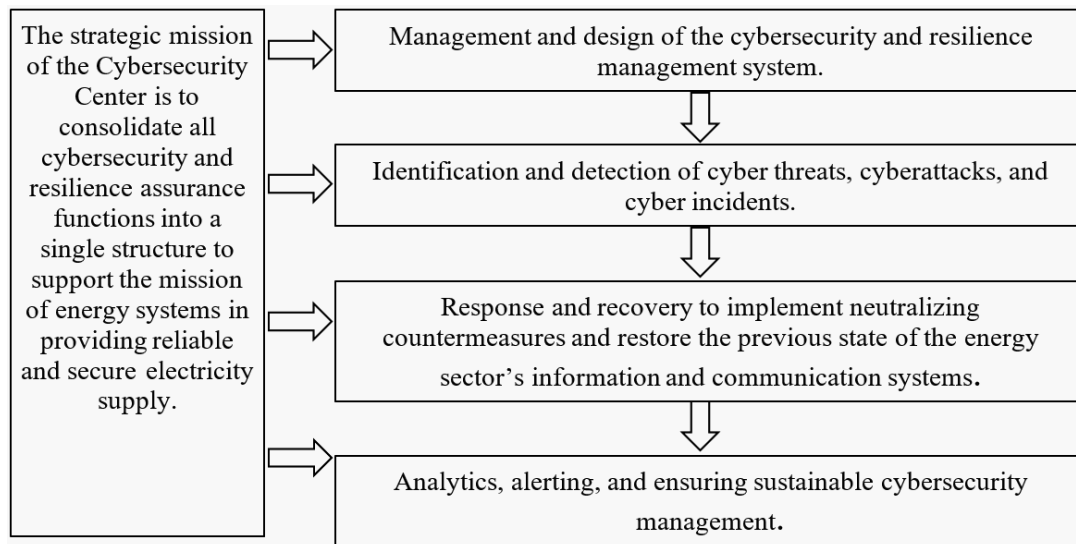 The strategic mission
of the Cybersecurity
Center is to
consolidate all
cybersecurity and
resilience assurance
functions into a
single structure to
support the mission
of energy systems in
providing reliable
and secure electricity
supply.
Management and design of the cybersecurity and resilience
management system.
Identification and detection of cyber threats, cyberattacks, and
cyber incidents.
Response and recovery to implement neutralizing
countermeasures and restore the previous state of the energy
sector’s information and communication systems.
Analytics, alerting, and ensuring sustainable cybersecurity
management.